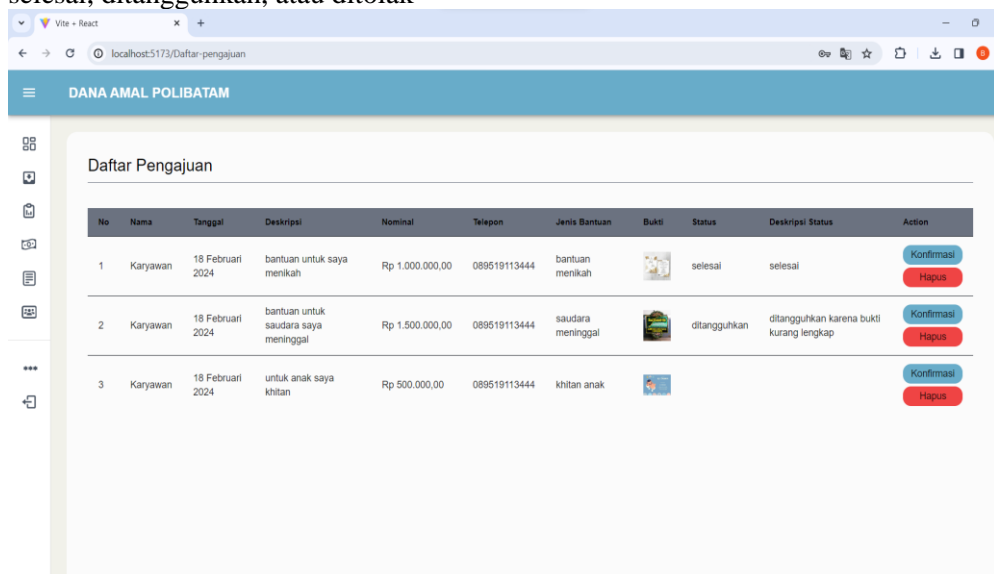 selesai, ditangguhkan, atau ditolak
Vite + React
localhost:5173/Daftar-pengajuan
DANA AMAL POLIBATAM
Daftar Pengajuan
No Nama Tanggal Deskripsi Nominal Telepon Jenis Bantuan Bukti Status Deskripsi Status Action
1 Karyawan 18 Februari 2024 bantuan untuk saya menikah Rp 1.000.000,00 089519113444 bantuan menikah selesai selesai Konfirmasi Hapus
2 Karyawan 18 Februari 2024 bantuan untuk saudara saya meninggal Rp 1.500.000,00 089519113444 saudara meninggal ditangguhkan ditangguhkan karena bukti kurang lengkap Konfirmasi Hapus
3 Karyawan 18 Februari 2024 untuk anak saya khitan Rp 500.000,00 089519113444 khitan anak Konfirmasi Hapus